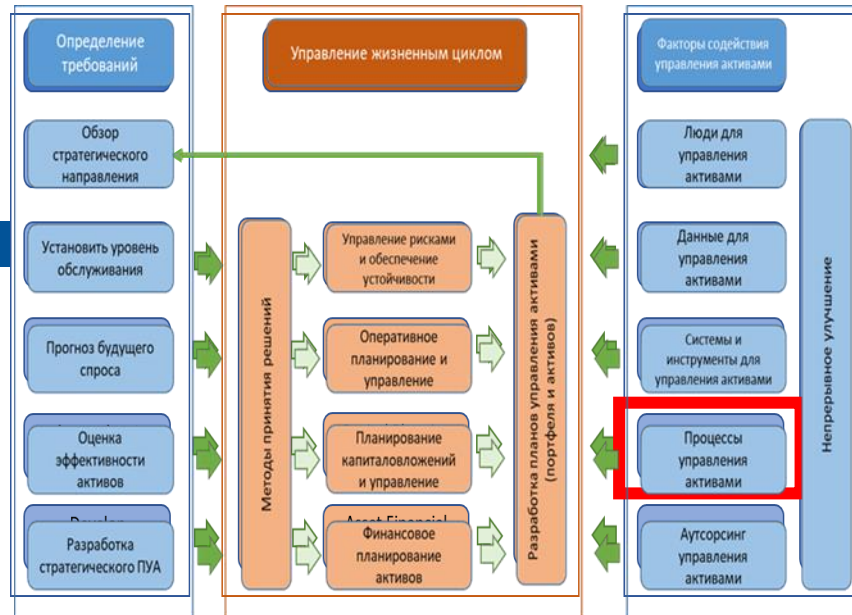 Определение
требований
Управление жизненным циклом
Факторы содействия
управления активами
Обзор
стратегического
направления
Установить уровень
обслуживания
Прогноз будущего
спроса
Оценка
эффективности
активов
Разработка
стратегического ПУА
Методы принятия решений
Управление рисками
и обеспечение
устойчивости
Оперативное
планирование и
управление
Планирование
капиталовложений
и управление
Asset Financial
Финансовое
планирование
активов
Разработка планов управления активами
(портфеля и активов)
Люди для
управления
активами
Данные для
управления
активами
Системы и
инструменты для
управления активами
Процессы
управления
активами
Аутсорсинг
управления
активами
Непрерывное улучшение